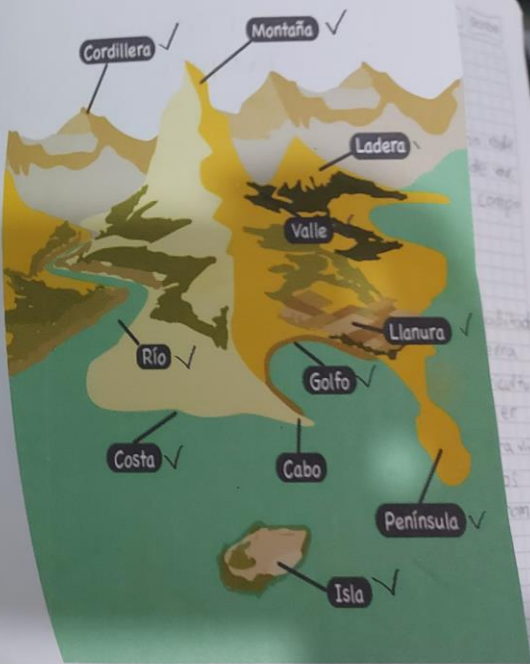 Montaña
Cordillera
Ladera
Valle
Llanura
Río
Golfo
Costa
Cabo
Península
Isla